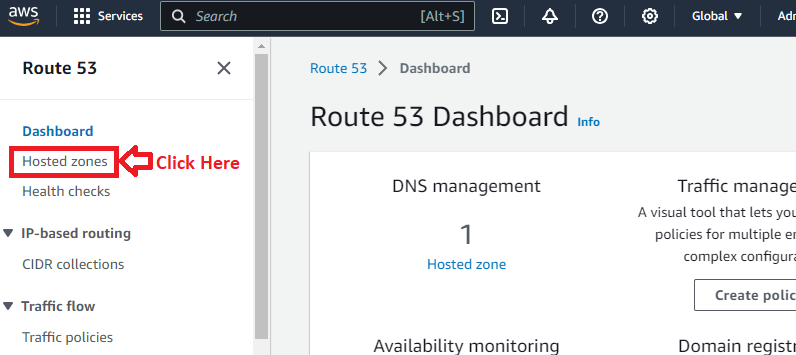 aws Services Search [Alt+S] Global Adn
Route 53
Dashboard
Hosted zones
Click Here
Health checks
IP-based routing
CIDR collections
Traffic flow
Traffic policies
Route 53 > Dashboard
Route 53 Dashboard Info
DNS management
1
Hosted zone
Traffic manage
A visual tool that lets you
policies for multiple en
complex configura
Create polic
Availability monitoring
Domain registr